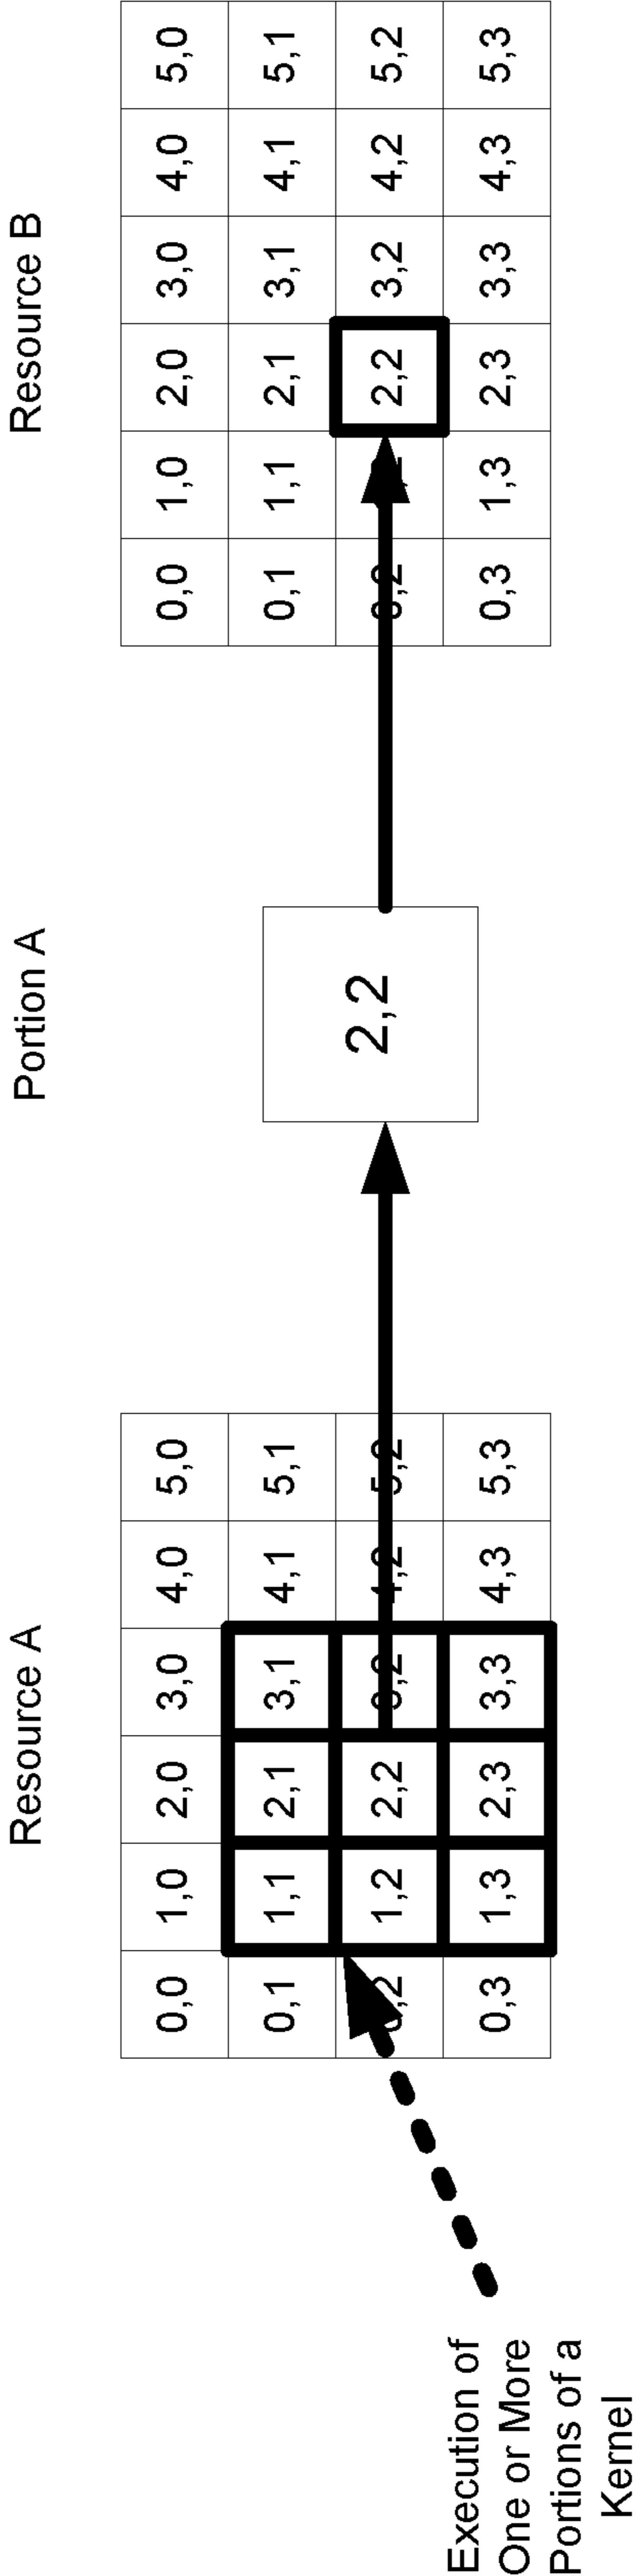 Resource A
0,0 1,0 2,0 3,0 4,0 5,0
0,1 1,1 2,1 3,1 4,1 5,1
1,2 2,2
0,3 1,3 2,3 3,3 4,3 5,3
Execution of
One or More
Portions of a
Kernel
Portion A
2,2
Resource B
0,0 1,0 2,0 3,0 4,0 5,0
0,1 1,1 2,1 3,1 4,1 5,1
2,2 3,2 4,2 5,2
0,3 1,3 2,3 3,3 4,3 5,3